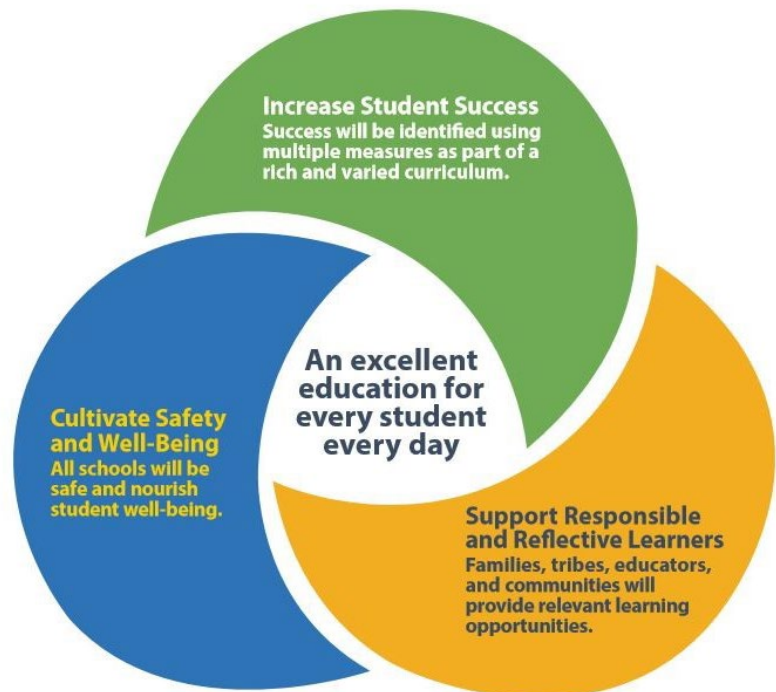 Increase Student Success
Success will be identified using
multiple measures as part of a
rich and varied curriculum.
An excellent
education for
every student
every day
Cultivate Safety
and Well-Being
All schools will be
safe and nourish
student well-being.
Support Responsible
and Reflective Learners
Families, tribes, educators,
and communities will
provide relevant learning
opportunities.